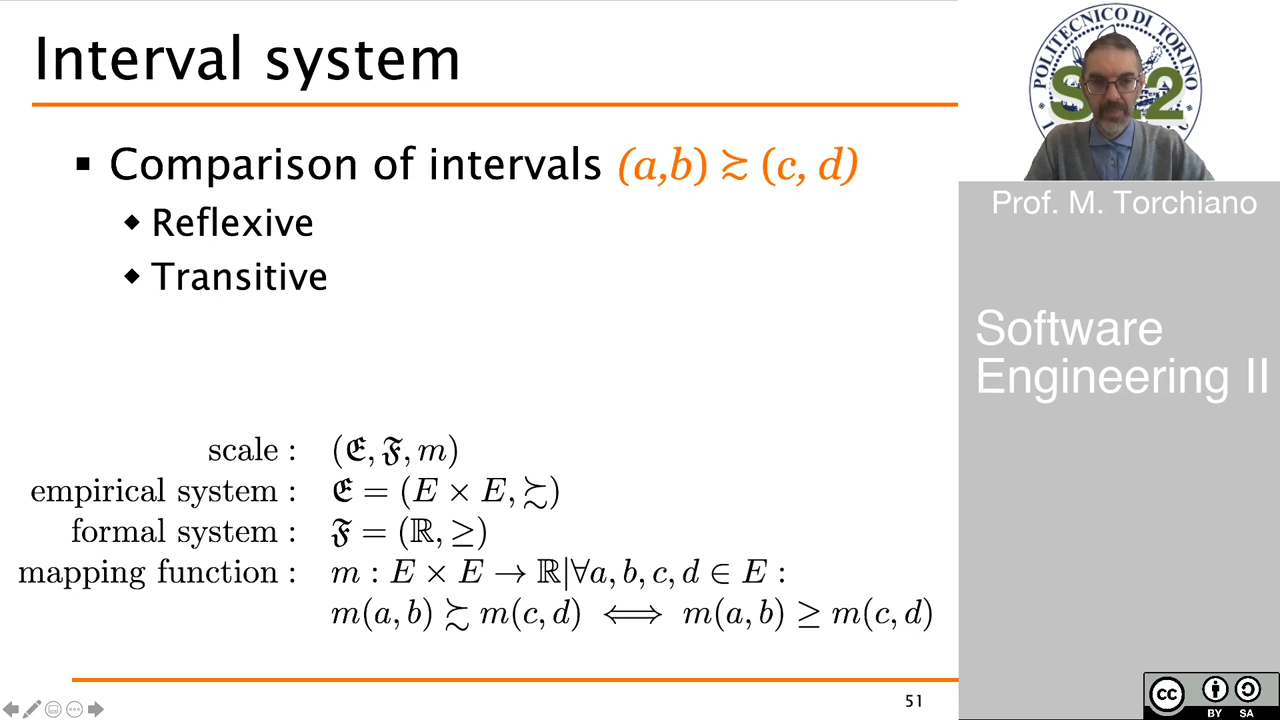 Interval system
▪ Comparison of intervals (a,b) ≿ (c, d)
◆ Reflexive
◆ Transitive
scale : (𝕰, 𝕱, m)
empirical system : 𝕰 = (E × E, ≿)
formal system : 𝕱 = (ℝ, ≥)
mapping function : m : E × E → ℝ|∀a, b, c, d ∈ E :
m(a, b) ≿ m(c, d) ⟺ m(a, b) ≥ m(c, d)
51
POLITECNICO DI TORINO
Prof. M. Torchiano
Software
Engineering II
cc
BY SA